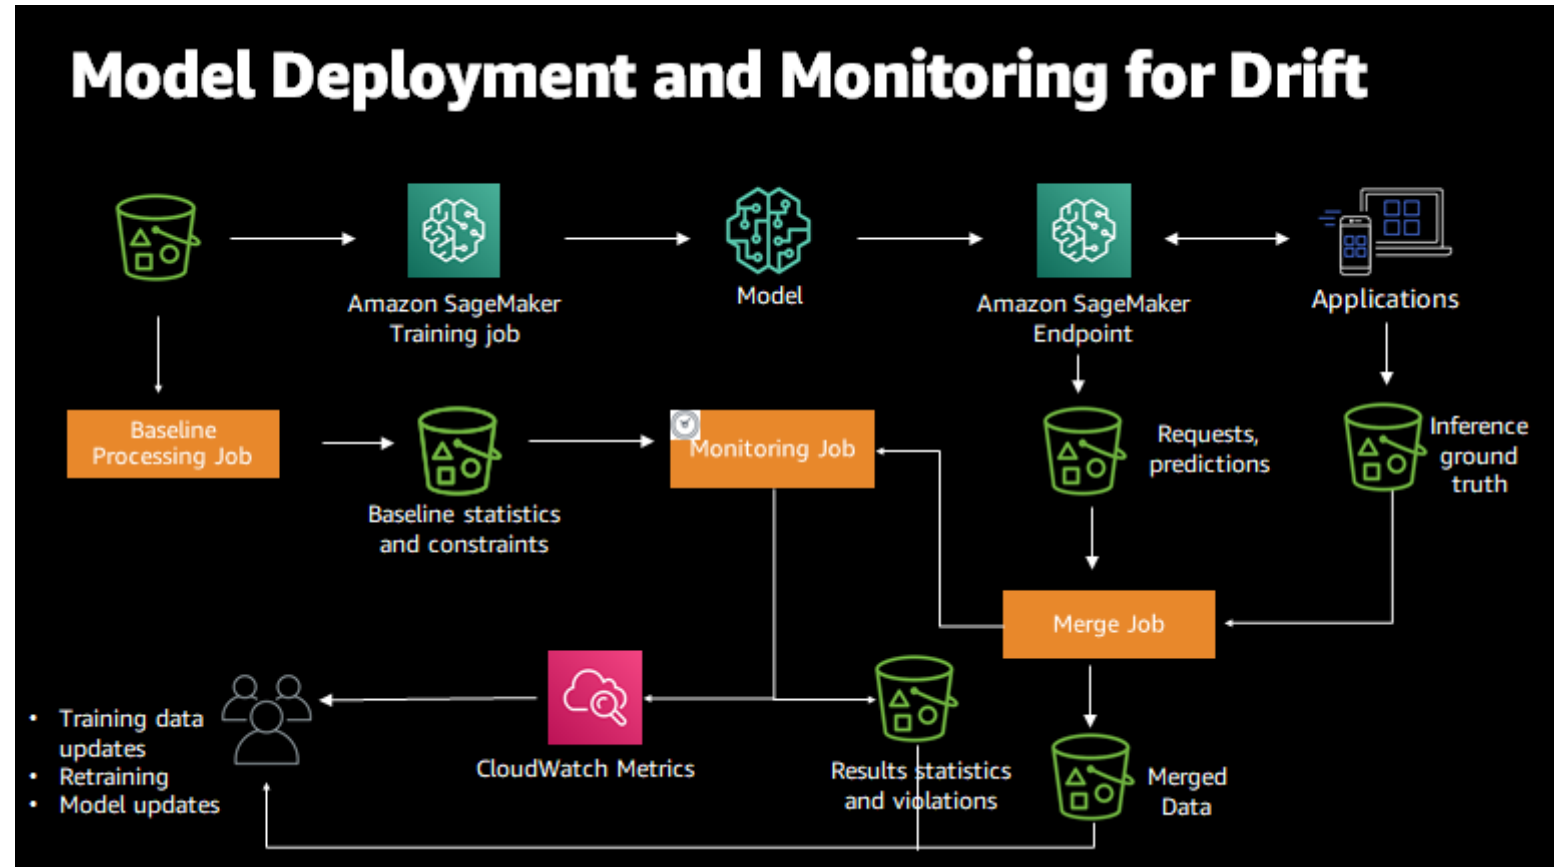 Model Deployment and Monitoring for Drift
Amazon SageMaker
Training job
Model
Amazon SageMaker
Endpoint
Applications
Baseline
Processing Job
Baseline statistics
and constraints
Monitoring Job
Requests,
predictions
Inference
ground
truth
Merge Job
• Training data
updates
• Retraining
• Model updates
CloudWatch Metrics
Results statistics
and violations
Merged
Data